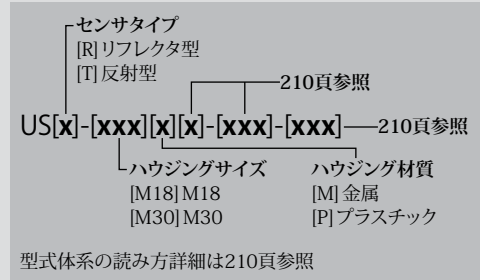 センサタイプ
[R]リフレクタ型
[T]反射型
210頁参照
US[x]-[xxx][x][x]-[xxx]-[xxx]
210頁参照
ハウジングサイズ
[M18]M18
[M30]M30
ハウジング材質
[M]金属
[P]プラスチック
型式体系の読み方詳細は210頁参照